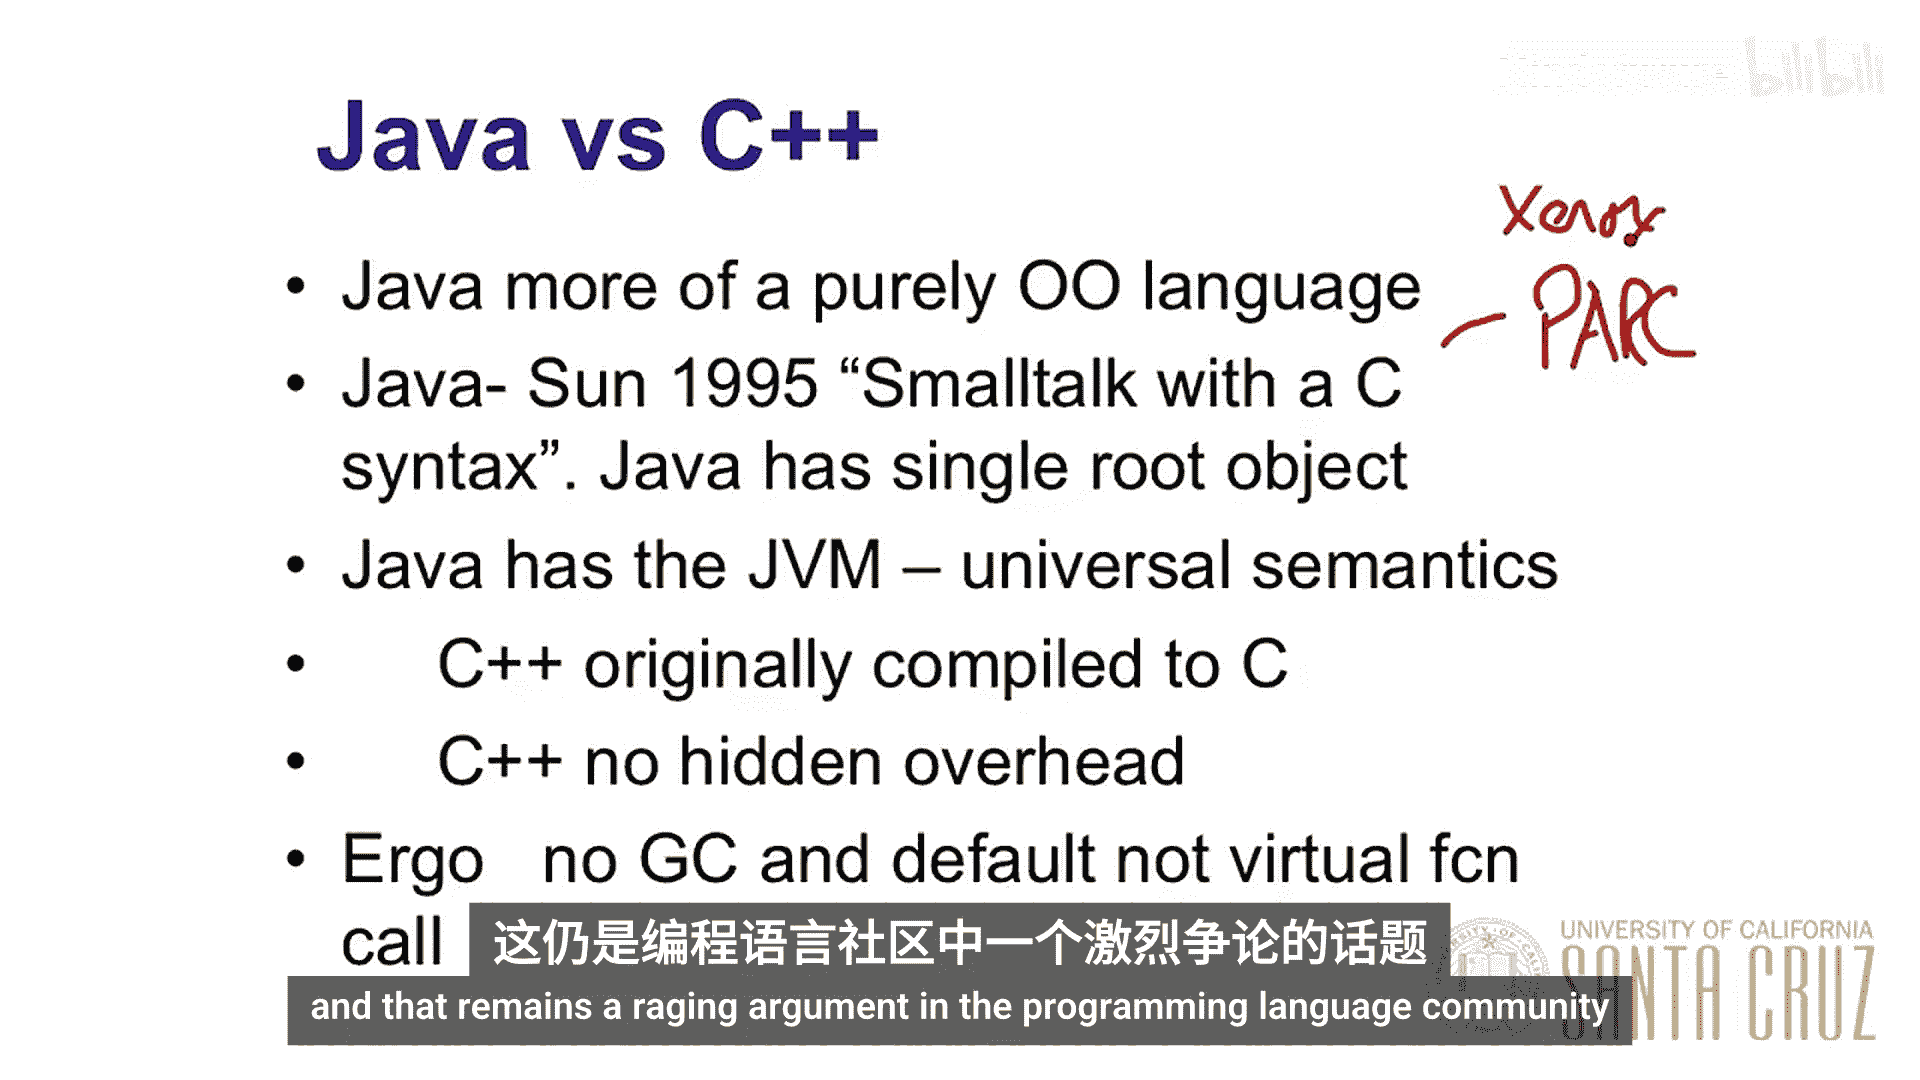 bilibili
Java vs C++
Xerox
• Java more of a purely OO language
– PARC
• Java- Sun 1995 “Smalltalk with a C
syntax”. Java has single root object
• Java has the JVM – universal semantics
• C++ originally compiled to C
• C++ no hidden overhead
• Ergo no GC and default not virtual fcn
call
这仍是编程语言社区中一个激烈争论的话题
and that remains a raging argument in the programming language community
UNIVERSITY OF CALIFORNIA
SANTA CRUZ